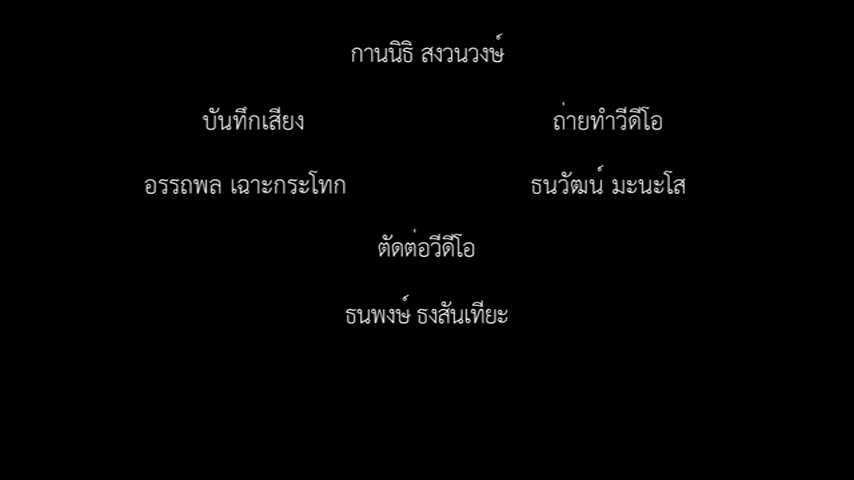 กานนิธิ สงวนวงษ์
บันทึกเสียง
ถ่ายทำวีดีโอ
อรรถพล เฉาะกระโทก
ธนวัฒน์ มะนะโส
ตัดต่อวีดีโอ
ธนพงษ์ ธงสันเทียะ